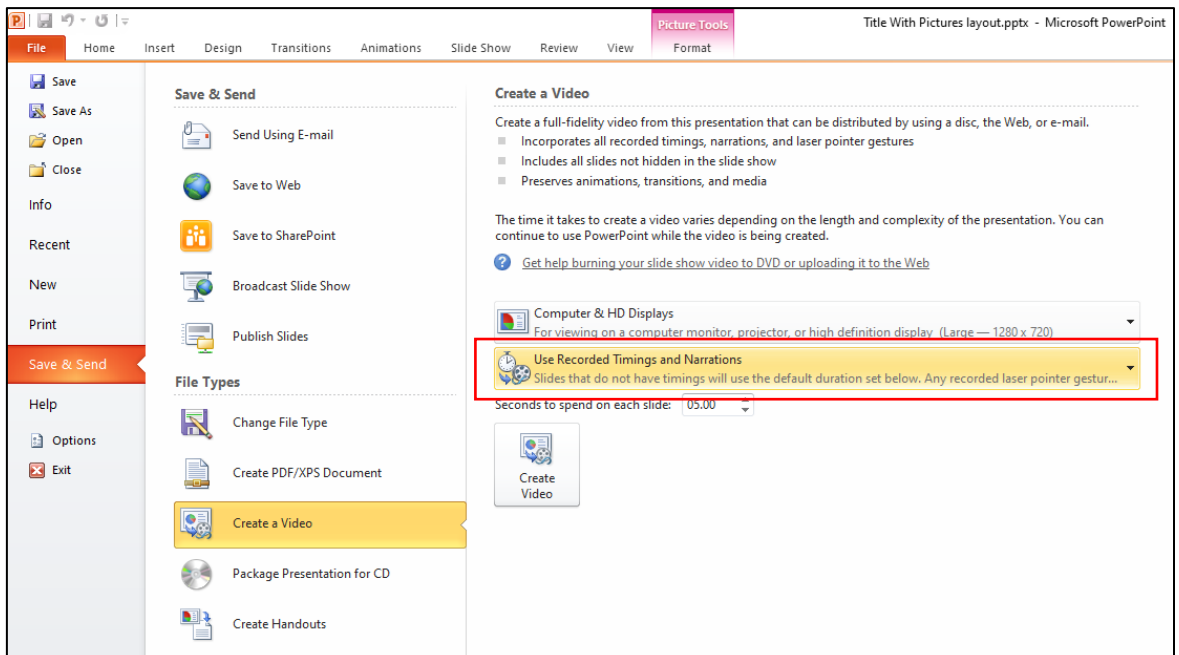 Title With Pictures layout.pptx - Microsoft PowerPoint
Picture Tools
File Home Insert Design Transitions Animations Slide Show Review View Format
Save
Save As
Open
Close
Info
Recent
New
Print
Save & Send
Help
Options
Exit
Save & Send
Send Using E-mail
Save to Web
Save to SharePoint
Broadcast Slide Show
Publish Slides
File Types
Change File Type
Create PDF/XPS Document
Create a Video
Package Presentation for CD
Create Handouts
Create a Video
Create a full-fidelity video from this presentation that can be distributed by using a disc, the Web, or e-mail.
Incorporates all recorded timings, narrations, and laser pointer gestures
Includes all slides not hidden in the slide show
Preserves animations, transitions, and media
The time it takes to create a video varies depending on the length and complexity of the presentation. You can
continue to use PowerPoint while the video is being created.
Get help burning your slide show video to DVD or uploading it to the Web
Computer & HD Displays
For viewing on a computer monitor, projector, or high definition display (Large — 1280 x 720)
Use Recorded Timings and Narrations
Slides that do not have timings will use the default duration set below. Any recorded laser pointer gestur...
Seconds to spend on each slide: 05.00
Create
Video